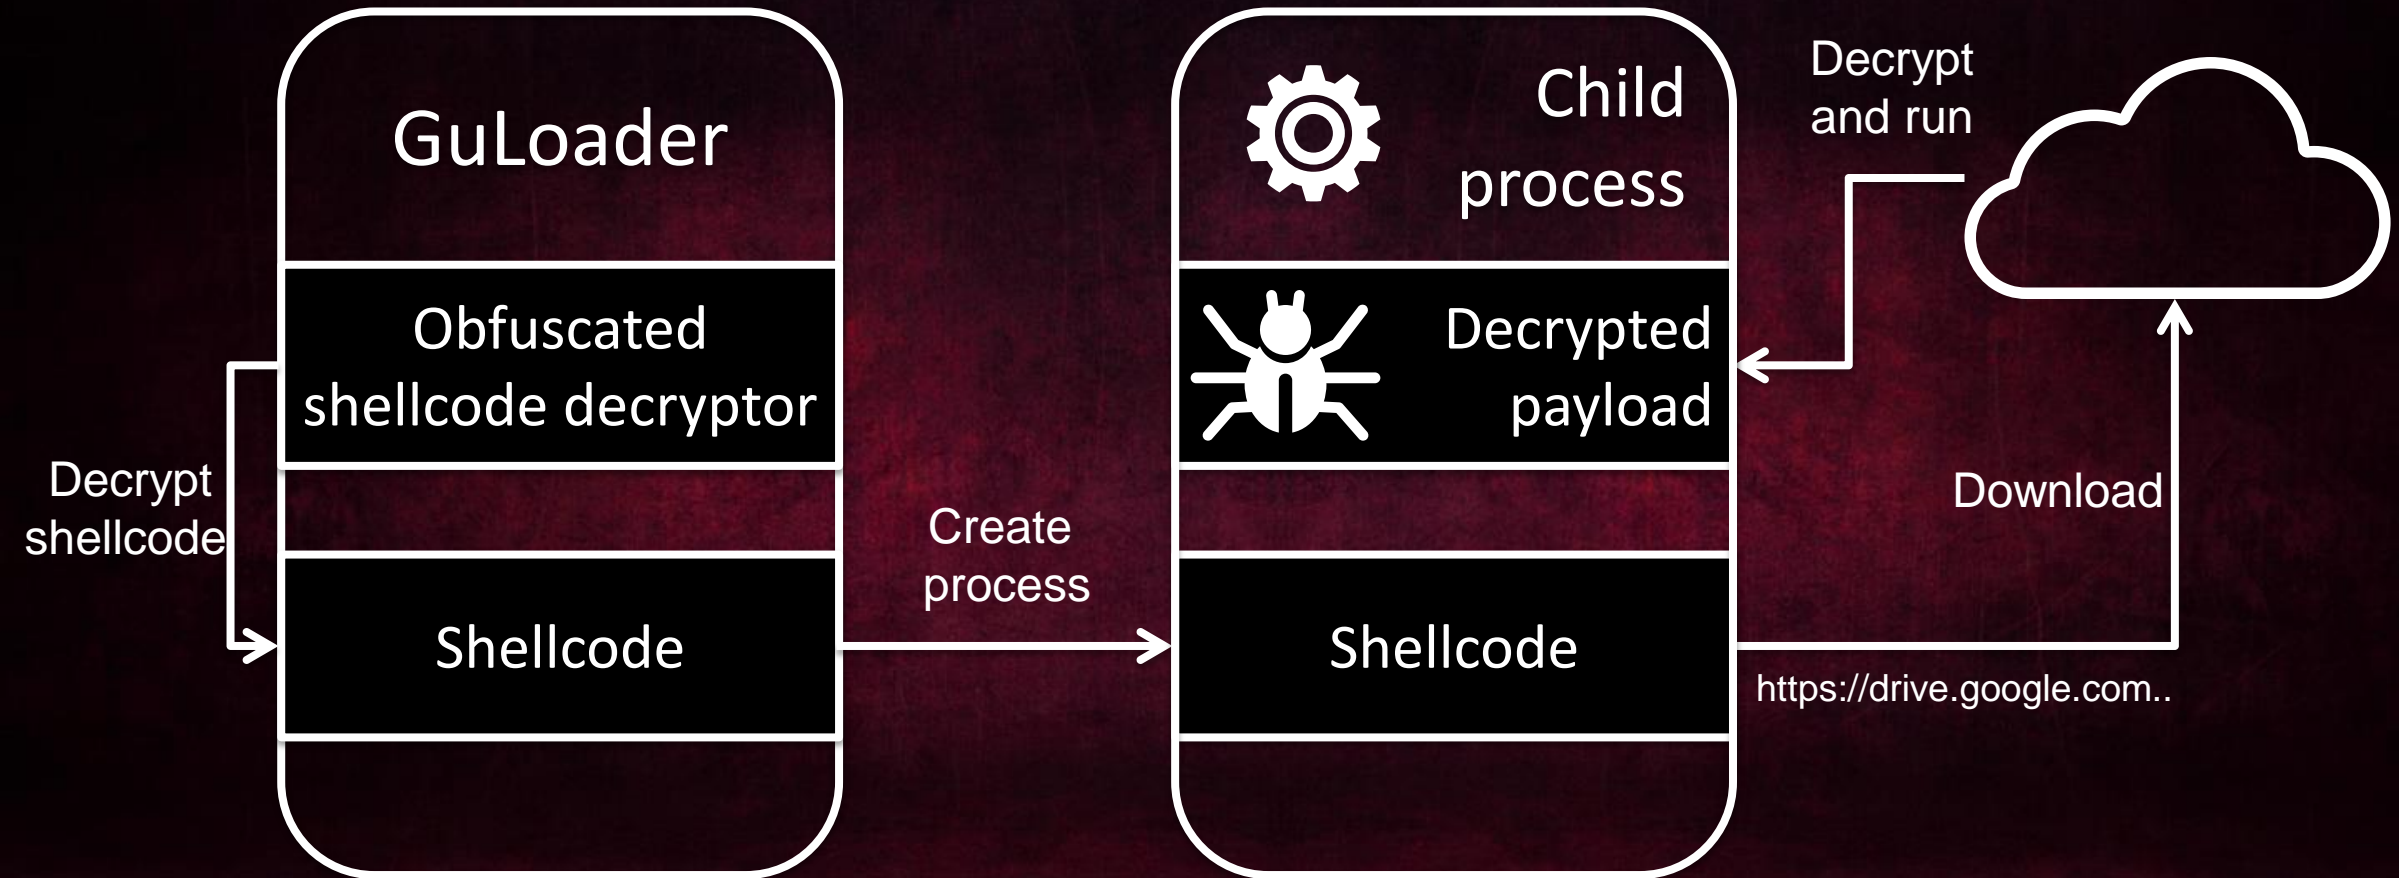 GuLoader
Obfuscated
shellcode decryptor
Decrypt
shellcode
Shellcode
Create
process
Child
process
Decrypted
payload
Shellcode
Decrypt
and run
Download
https://drive.google.com..